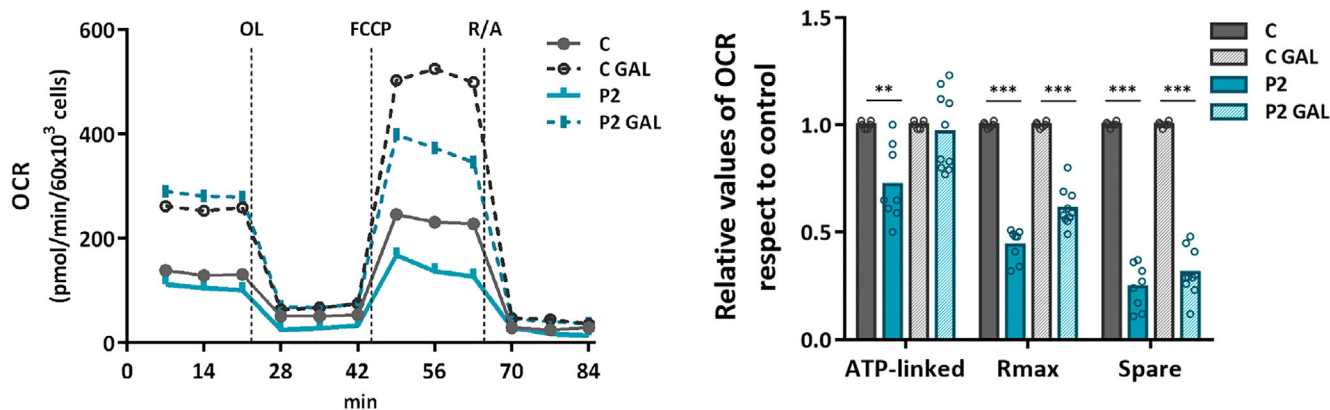 600
400
200
0
OCR
(pmol/min/60x10³ cells)
OL
FCCP
R/A
0 14 28 42 56 70 84
min
C
C GAL
P2
P2 GAL
Relative values of OCR
respect to control
1.5
1.0
0.5
0.0
** *** *** *** ***
ATP-linked Rmax Spare
C
C GAL
P2
P2 GAL